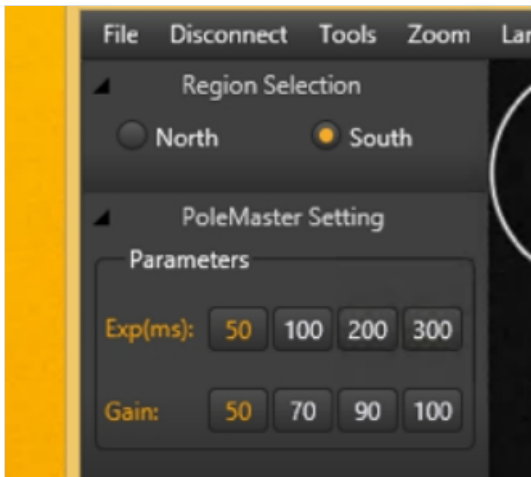 File Disconnect Tools Zoom
Region Selection
North South
PoleMaster Setting
Parameters
Exp(ms): 50 100 200 300
Gain: 50 70 90 100